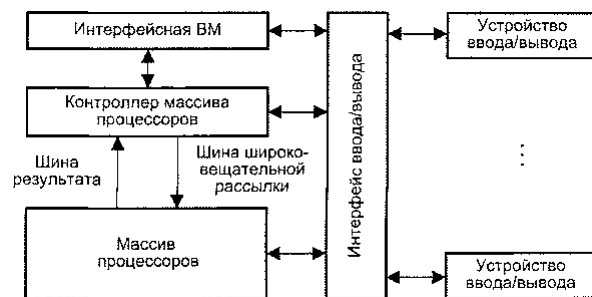 Интерфейсная ВМ
Контроллер массива
процессоров
Шина
результата
Шина широко-
вещательной
рассылки
Массив
процессоров
Интерфейс ввода/вывода
Устройство
ввода/вывода
...
Устройство
ввода/вывода